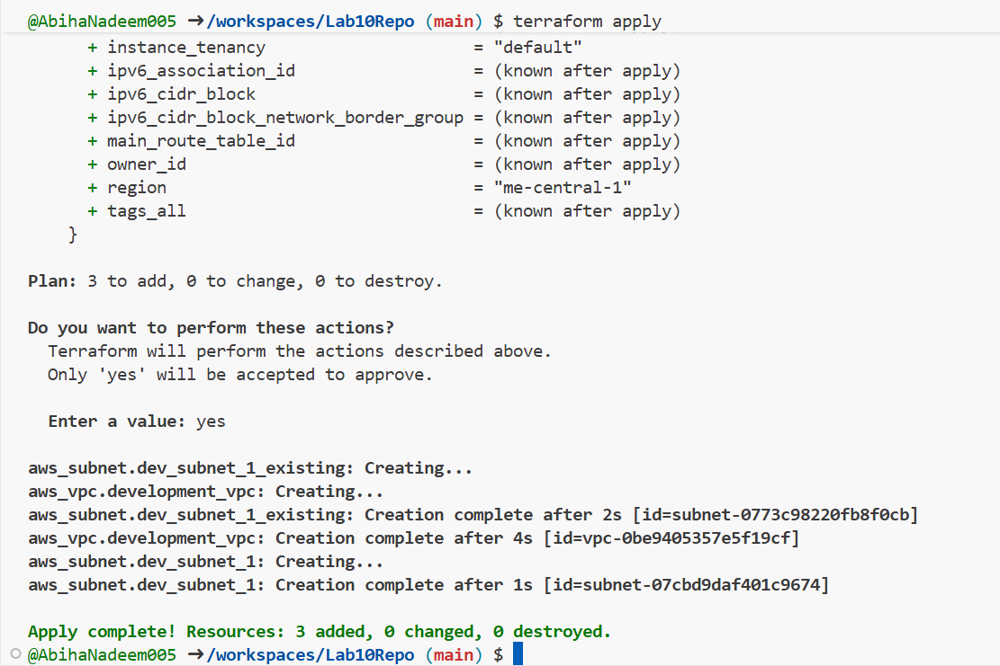 @AbihaNadeem005 ➜/workspaces/Lab10Repo (main) $ terraform apply
+ instance_tenancy = "default"
+ ipv6_association_id = (known after apply)
+ ipv6_cidr_block = (known after apply)
+ ipv6_cidr_block_network_border_group = (known after apply)
+ main_route_table_id = (known after apply)
+ owner_id = (known after apply)
+ region = "me-central-1"
+ tags_all = (known after apply)
}
Plan: 3 to add, 0 to change, 0 to destroy.
Do you want to perform these actions?
Terraform will perform the actions described above.
Only 'yes' will be accepted to approve.
Enter a value: yes
aws_subnet.dev_subnet_1_existing: Creating...
aws_vpc.development_vpc: Creating...
aws_subnet.dev_subnet_1_existing: Creation complete after 2s [id=subnet-0773c98220fb8f0cb]
aws_vpc.development_vpc: Creation complete after 4s [id=vpc-0be9405357e5f19cf]
aws_subnet.dev_subnet_1: Creating...
aws_subnet.dev_subnet_1: Creation complete after 1s [id=subnet-07cbd9daf401c9674]
Apply complete! Resources: 3 added, 0 changed, 0 destroyed.
@AbihaNadeem005 ➜/workspaces/Lab10Repo (main) $